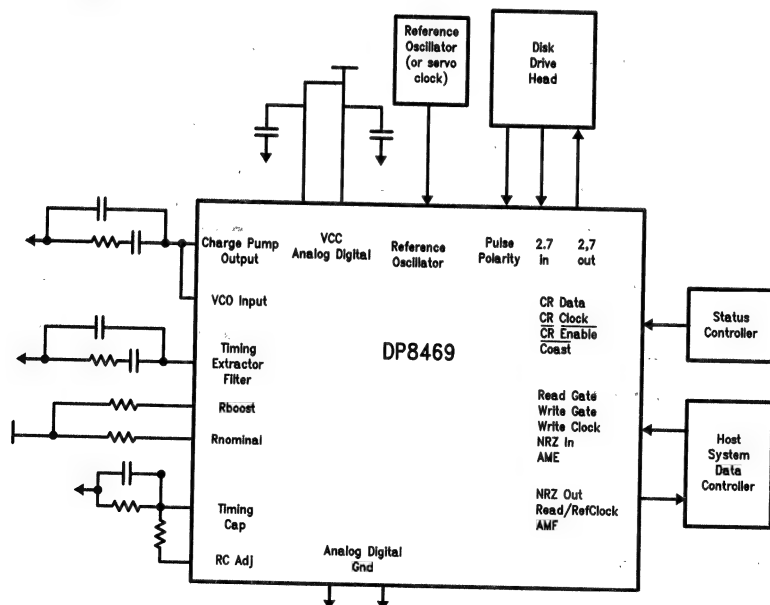 Reference
Oscillator
(or servo
clock)
Disk
Drive
Head
Charge Pump
Output
VCC
Analog Digital
Reference
Oscillator
Pulse
Polarity
2.7
in
2,7
out
VCO Input
CR Data
CR Clock
CR Enable
Coast
Status
Controller
Timing
Extractor
Filter
DP8469
Rboost
Rnominal
Read Gate
Write Gate
Write Clock
NRZ In
AME
Host
System
Data
Controller
NRZ Out
Read/RefClock
AMF
Timing
Cap
RC Adj
Analog Digital
Gnd